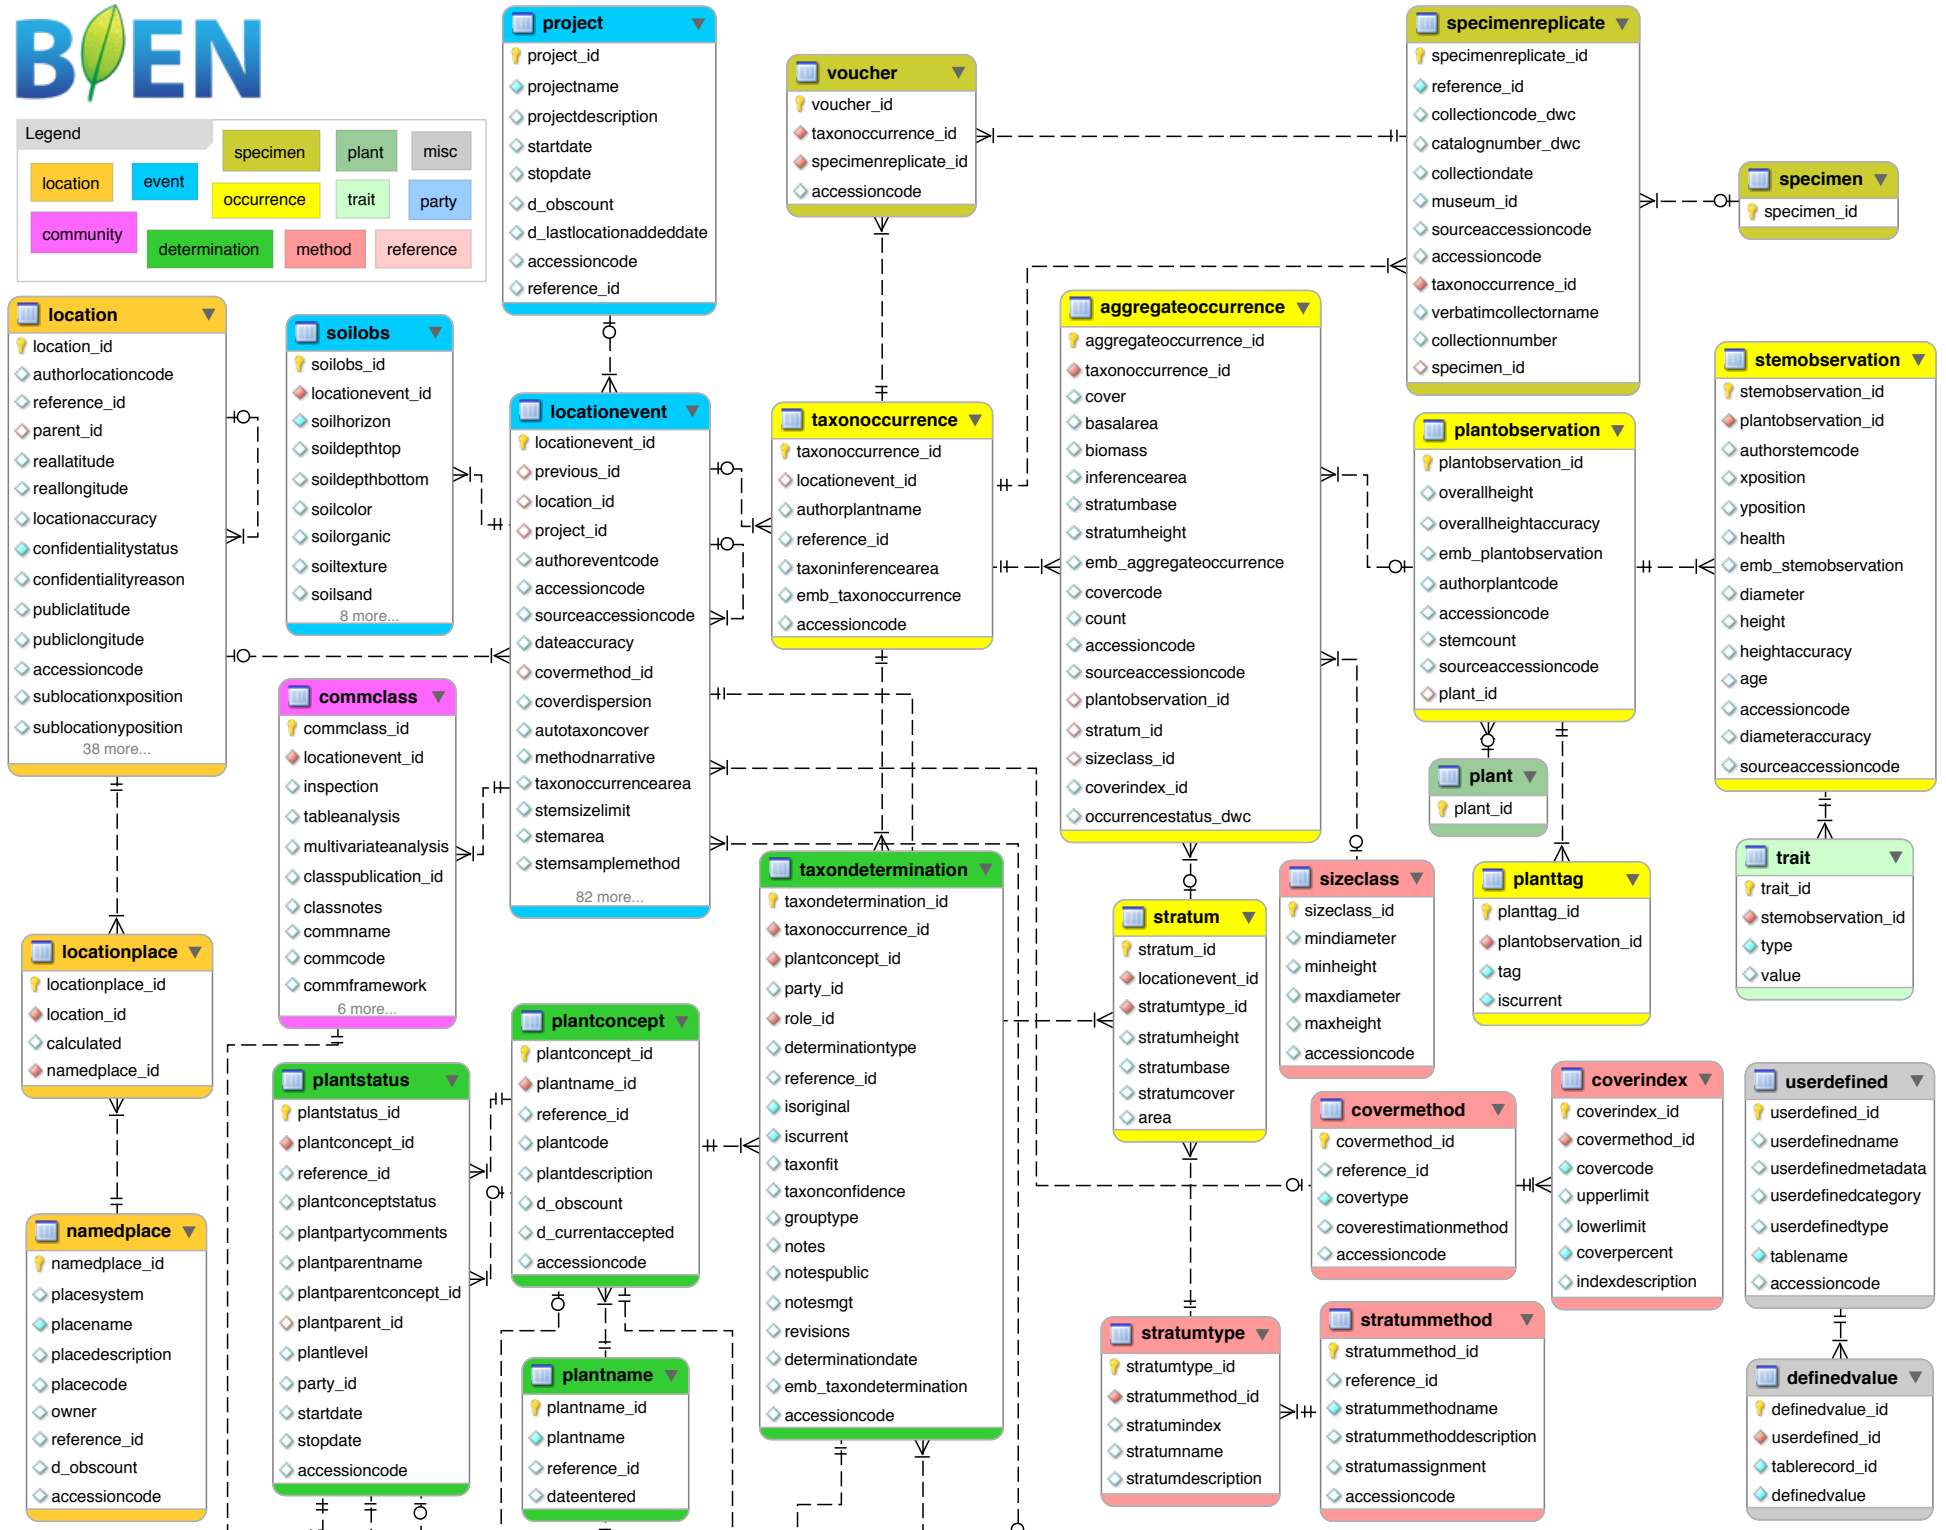 BIEN
Legend
specimen
plant
misc
location
event
occurrence
trait
party
community
determination
method
reference
project
project_id
projectname
projectdescription
startdate
stopdate
d_obscount
d_lastlocationaddeddate
accessioncode
reference_id
voucher
voucher_id
taxonoccurrence_id
specimenreplicate_id
accessioncode
specimenreplicate
specimenreplicate_id
reference_id
collectioncode_dwc
catalognumber_dwc
collectiondate
museum_id
sourceaccessioncode
accessioncode
taxonoccurrence_id
verbatimcollectorname
collectionnumber
specimen_id
specimen
specimen_id
location
location_id
authorlocationcode
reference_id
parent_id
reallatitude
reallongitude
locationaccuracy
confidentialitystatus
confidentialityreason
publiclatitude
publiclongitude
accessioncode
sublocationxposition
sublocationyposition
38 more...
soilobs
soilobs_id
locationevent_id
soilhorizon
soildepthtop
soildepthbottom
soilcolor
soilorganic
soiltexture
soilsand
8 more...
locationevent
locationevent_id
previous_id
location_id
project_id
authoreventcode
accessioncode
sourceaccessioncode
dateaccuracy
covermethod_id
coverdispersion
autotaxoncover
methodnarrative
taxonoccurrencearea
stemsizelimit
stemarea
stemsamplemethod
82 more...
taxonoccurrence
taxonoccurrence_id
locationevent_id
authorplantname
reference_id
taxoninferencearea
emb_taxonoccurrence
accessioncode
aggregateoccurrence
aggregateoccurrence_id
taxonoccurrence_id
cover
basalarea
biomass
inferencearea
stratumbase
stratumheight
emb_aggregateoccurrence
covercode
count
accessioncode
sourceaccessioncode
plantobservation_id
stratum_id
sizeclass_id
coverindex_id
occurrencestatus_dwc
plantobservation
plantobservation_id
overallheight
overallheightaccuracy
emb_plantobservation
authorplantcode
accessioncode
stemcount
sourceaccessioncode
plant_id
stemobservation
stemobservation_id
plantobservation_id
authorstemcode
xposition
yposition
health
emb_stemobservation
diameter
height
heightaccuracy
age
accessioncode
diameteraccuracy
sourceaccessioncode
commclass
commclass_id
locationevent_id
inspection
tableanalysis
multivariateanalysis
classpublication_id
classnotes
commname
commcode
commframework
6 more...
plant
plant_id
planttag
planttag_id
plantobservation_id
tag
iscurrent
trait
trait_id
stemobservation_id
type
value
taxondetermination
taxondetermination_id
taxonoccurrence_id
plantconcept_id
party_id
role_id
determinationtype
reference_id
isoriginal
iscurrent
taxonfit
taxonconfidence
grouptype
notes
notespublic
notesmgt
revisions
determinationdate
emb_taxondetermination
accessioncode
stratum
stratum_id
locationevent_id
stratumtype_id
stratumheight
stratumbase
stratumcover
area
sizeclass
sizeclass_id
mindiameter
minheight
maxdiameter
maxheight
accessioncode
locationplace
locationplace_id
location_id
calculated
namedplace_id
plantconcept
plantconcept_id
plantname_id
reference_id
plantcode
plantdescription
d_obscount
d_currentaccepted
accessioncode
plantstatus
plantstatus_id
plantconcept_id
reference_id
plantconceptstatus
plantpartycomments
plantparentname
plantparentconcept_id
plantparent_id
plantlevel
party_id
startdate
stopdate
accessioncode
covermethod
covermethod_id
reference_id
covertype
coverestimationmethod
accessioncode
coverindex
coverindex_id
covermethod_id
covercode
upperlimit
lowerlimit
coverpercent
indexdescription
userdefined
userdefined_id
userdefinedname
userdefinedmetadata
userdefinedcategory
userdefinedtype
tablename
accessioncode
namedplace
namedplace_id
placesystem
placename
placedescription
placecode
owner
reference_id
d_obscount
accessioncode
plantname
plantname_id
plantname
reference_id
dateentered
stratumtype
stratumtype_id
stratummethod_id
stratumindex
stratumname
stratumdescription
stratummethod
stratummethod_id
reference_id
stratummethodname
stratummethoddescription
stratumassignment
accessioncode
definedvalue
definedvalue_id
userdefined_id
tablerecord_id
definedvalue